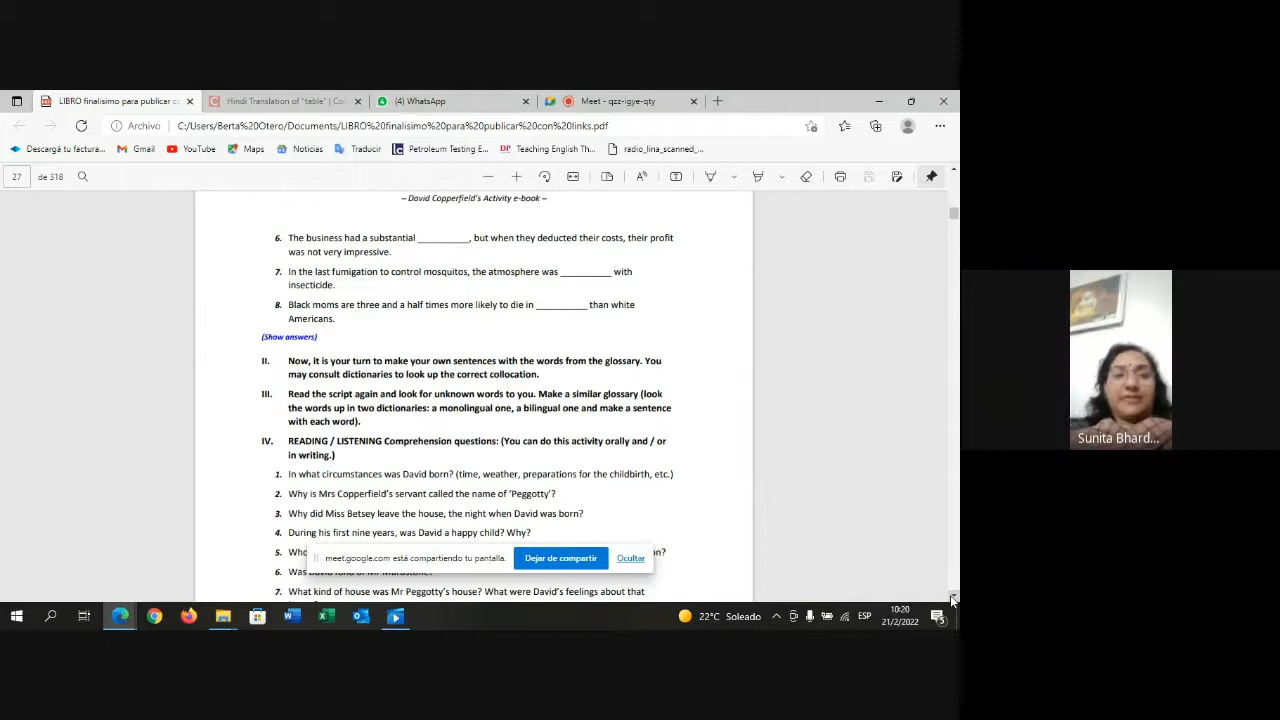 LIBRO finalisimo para publicar c
Hindi Translation of "table" | Col
(4) WhatsApp
Meet - qzz-igye-qty
Archivo
C:/Users/Berta%20Otero/Documents/LIBRO%20finalisimo%20para%20publicar%20con%20links.pdf
Descargá tu factura...
Gmail
YouTube
Maps
Noticias
Traducir
Petroleum Testing E...
DP Teaching English Th...
radio_lina_scanned_...
27 de 318
– David Copperfield's Activity e-book –
6. The business had a substantial __________, but when they deducted their costs, their profit
was not very impressive.
7. In the last fumigation to control mosquitos, the atmosphere was __________ with
insecticide.
8. Black moms are three and a half times more likely to die in __________ than white
Americans.
(Show answers)
II. Now, it is your turn to make your own sentences with the words from the glossary. You
may consult dictionaries to look up the correct collocation.
III. Read the script again and look for unknown words to you. Make a similar glossary (look
the words up in two dictionaries: a monolingual one, a bilingual one and make a sentence
with each word).
IV. READING / LISTENING Comprehension questions: (You can do this activity orally and / or
in writing.)
1. In what circumstances was David born? (time, weather, preparations for the childbirth, etc.)
2. Why is Mrs Copperfield's servant called the name of 'Peggotty'?
3. Why did Miss Betsey leave the house, the night when David was born?
4. During his first nine years, was David a happy child? Why?
5.
meet.google.com está compartiendo tu pantalla.
Dejar de compartir
Ocultar
6. Was David fond of Mr Murdstone?
7. What kind of house was Mr Peggotty's house? What were David's feelings about that
22°C Soleado
ESP
10:20
21/2/2022
5
Sunita Bhard...